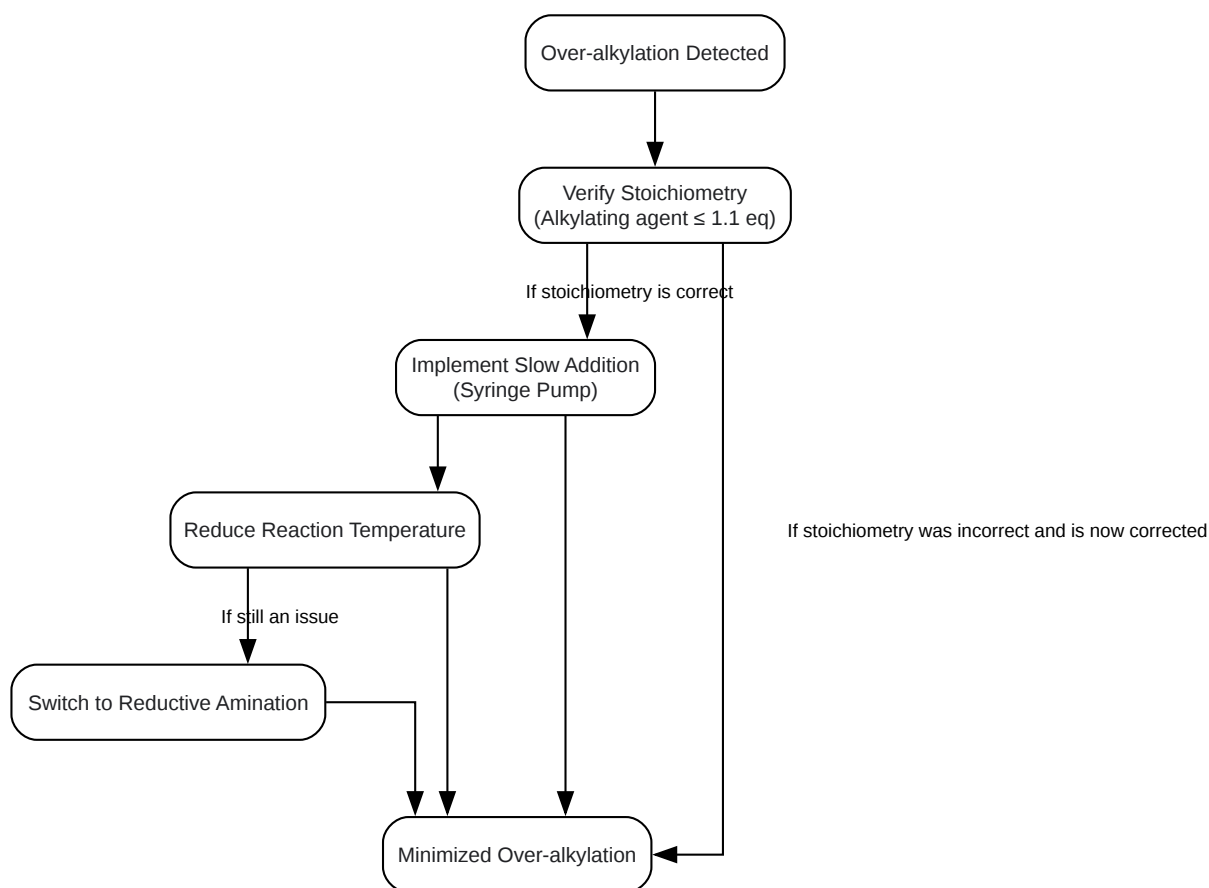 Over-alkylation Detected
Verify Stoichiometry
(Alkylating agent ≤ 1.1 eq)
If stoichiometry is correct
Implement Slow Addition
(Syringe Pump)
Reduce Reaction Temperature
If stoichiometry was incorrect and is now corrected
If still an issue
Switch to Reductive Amination
Minimized Over-alkylation